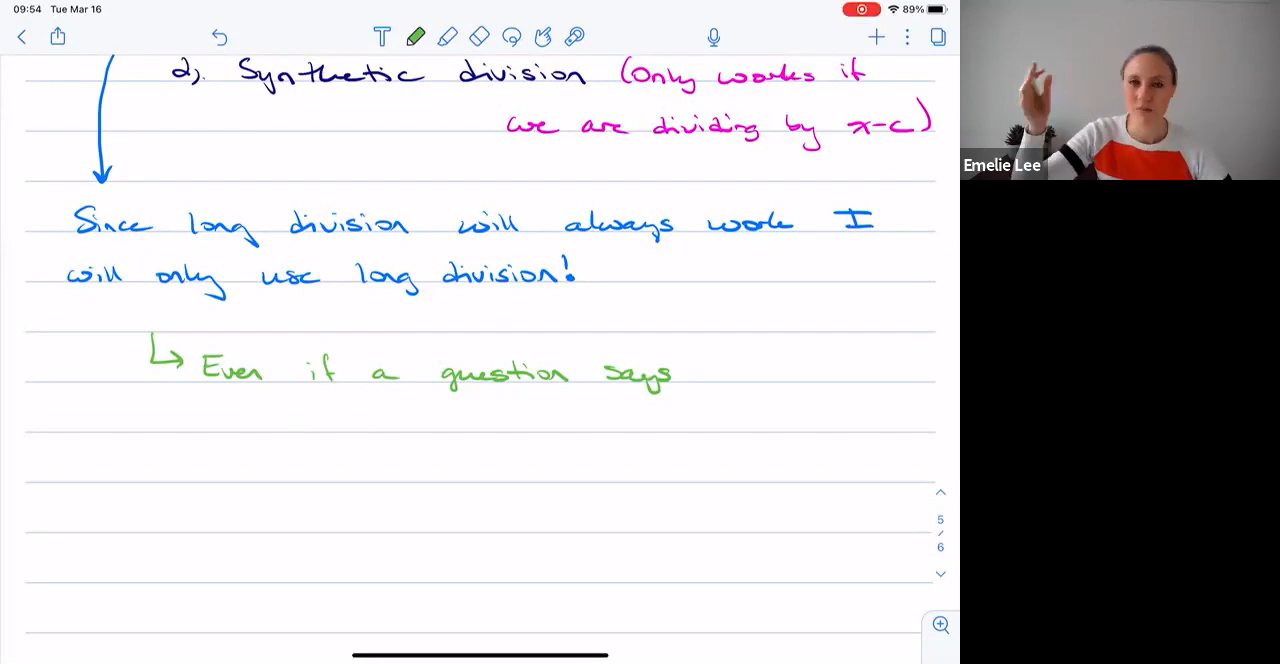 09:54 Tue Mar 16
89%
2). Synthetic division (only works if
we are dividing by x-c)
Emelie Lee
Since long division will always work I
will only use long division!
↳ Even if a question says
5
/
6